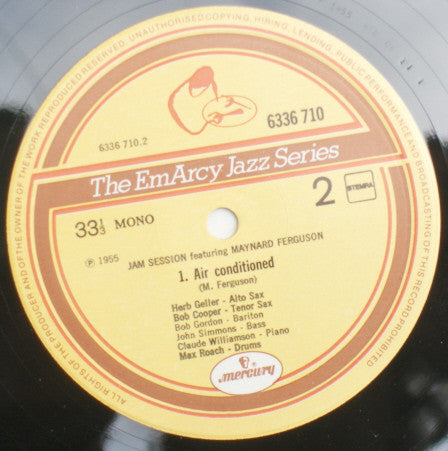 6336 710.2
6336 710
The EmArcy Jazz Series
33⅓ MONO
2
STEMRA
℗ 1955
JAM SESSION featuring MAYNARD FERGUSON
1. Air conditioned
(M. Ferguson)
Herb Geller - Alto Sax
Bob Cooper - Tenor Sax
Bob Gordon - Bariton
John Simmons - Bass
Claude Williamson - Piano
Max Roach - Drums
mercury®
ALL RIGHTS OF THE PRODUCER AND OF THE OWNER OF THE WORK REPRODUCED RESERVED. UNAUTHORISED COPYING, HIRING, LENDING, PUBLIC PERFORMANCE AND BROADCASTING OF THIS RECORD PROHIBITED